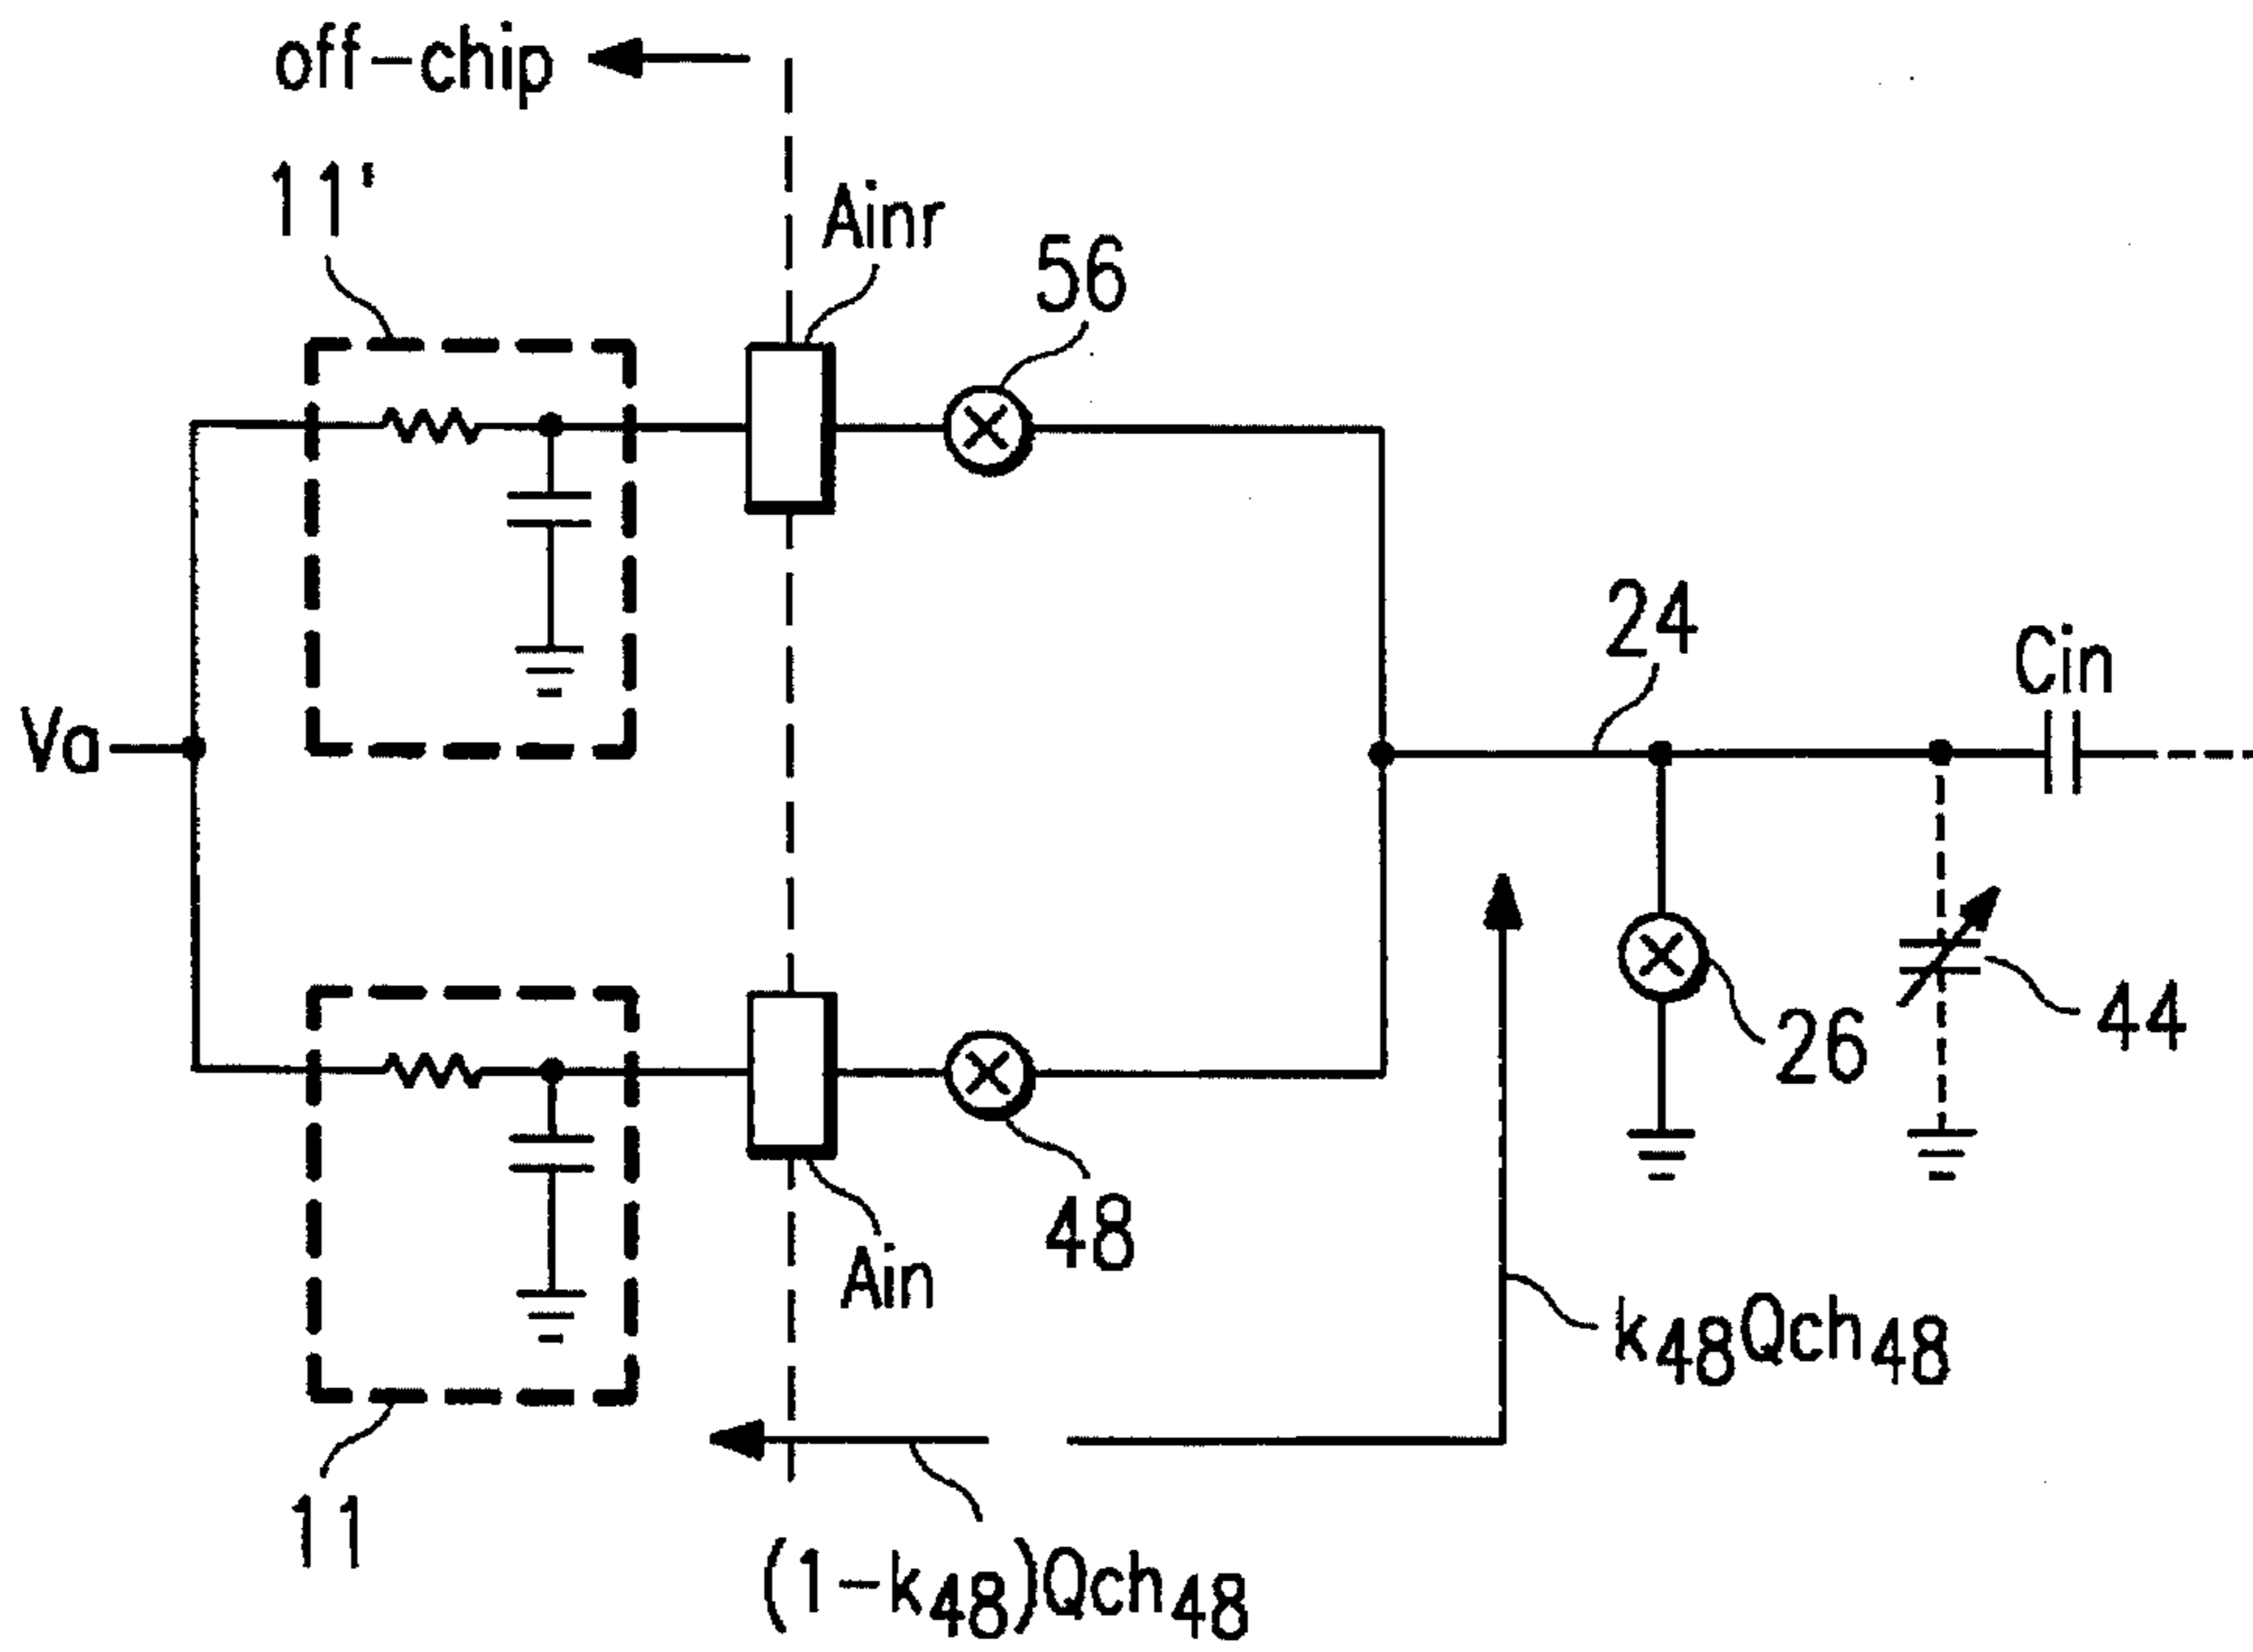 off-chip
11'
Ainr
56
24
Cin
Va
26
44
48
Ain
k48Qch48
11
(1-k48)Qch48